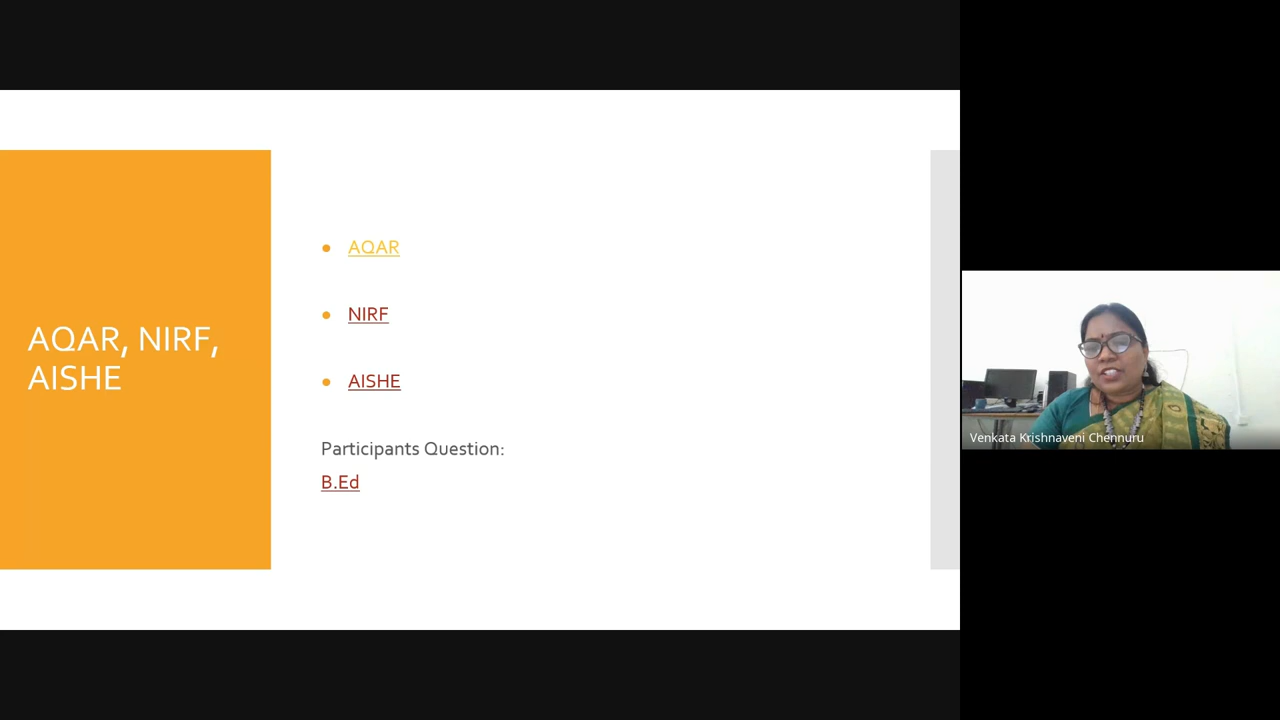 AQAR, NIRF,
AISHE
AQAR
NIRF
AISHE
Participants Question:
B.Ed
Venkata Krishnaveni Chennuru